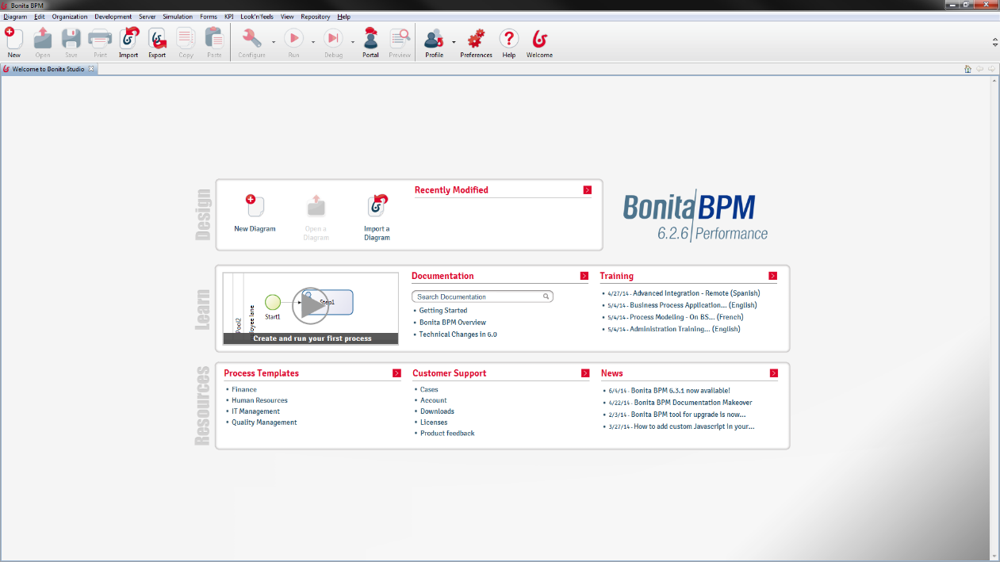 Bonita BPM
Diagram Edit Organization Development Server Simulation Forms KPI Look'n'feels View Repository Help
New Open Save Print Import Export Copy Paste Configure Run Debug Portal Preview Profile Preferences Help Welcome
Welcome to Bonita Studio
Design
New Diagram
Open a
Diagram
Import a
Diagram
Recently Modified
Bonita BPM
6.2.6 Performance
Learn
Pool2
ployee lane
Start1
Step1
Create and run your first process
Documentation
Search Documentation
• Getting Started
• Bonita BPM Overview
• Technical Changes in 6.0
Training
• 4/27/14 - Advanced Integration - Remote (Spanish)
• 5/4/14 - Business Process Application... (English)
• 5/4/14 - Process Modeling - On BS... (French)
• 5/4/14 - Administration Training... (English)
Resources
Process Templates
• Finance
• Human Resources
• IT Management
• Quality Management
Customer Support
• Cases
• Account
• Downloads
• Licenses
• Product feedback
News
• 6/4/14 - Bonita BPM 6.3.1 now available!
• 4/22/14 - Bonita BPM Documentation Makeover
• 2/3/14 - Bonita BPM tool for upgrade is now...
• 3/27/14 - How to add custom Javascript in your...